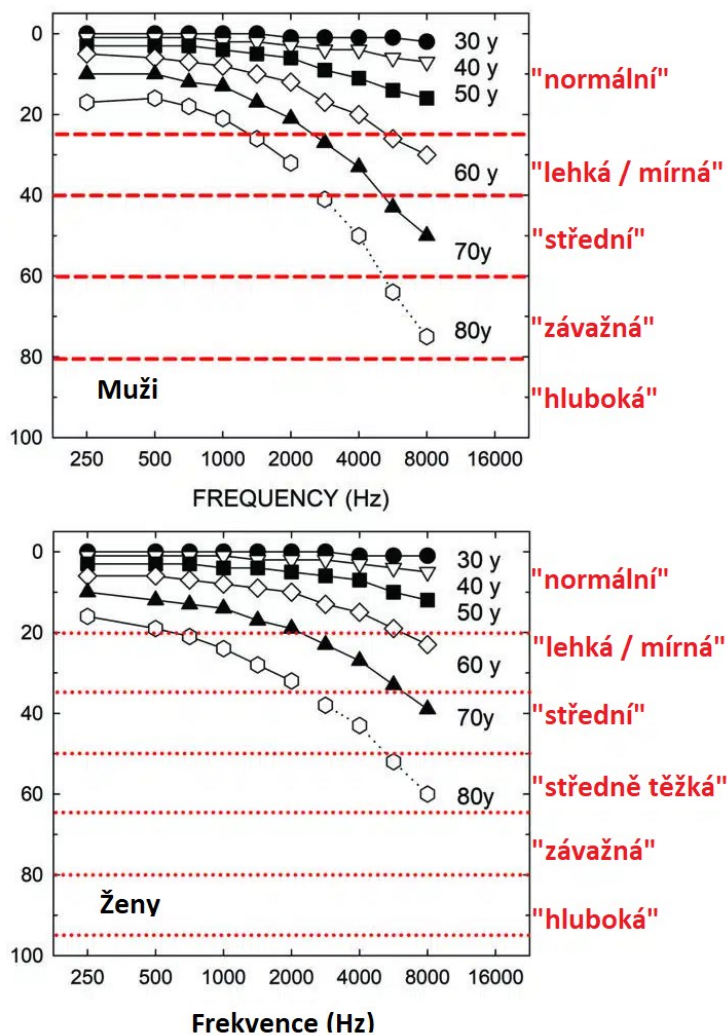 0
20
40
60
80
100
30 y
40 y
50 y
60 y
70y
80y
"normální"
"lehká / mírná"
"střední"
"závažná"
"hluboká"
Muži
250 500 1000 2000 4000 8000 16000
FREQUENCY (Hz)
0
20
40
60
80
100
30 y
40 y
50 y
60 y
70y
80y
"normální"
"lehká / mírná"
"střední"
"středně těžká"
"závažná"
"hluboká"
Ženy
250 500 1000 2000 4000 8000 16000
Frekvence (Hz)